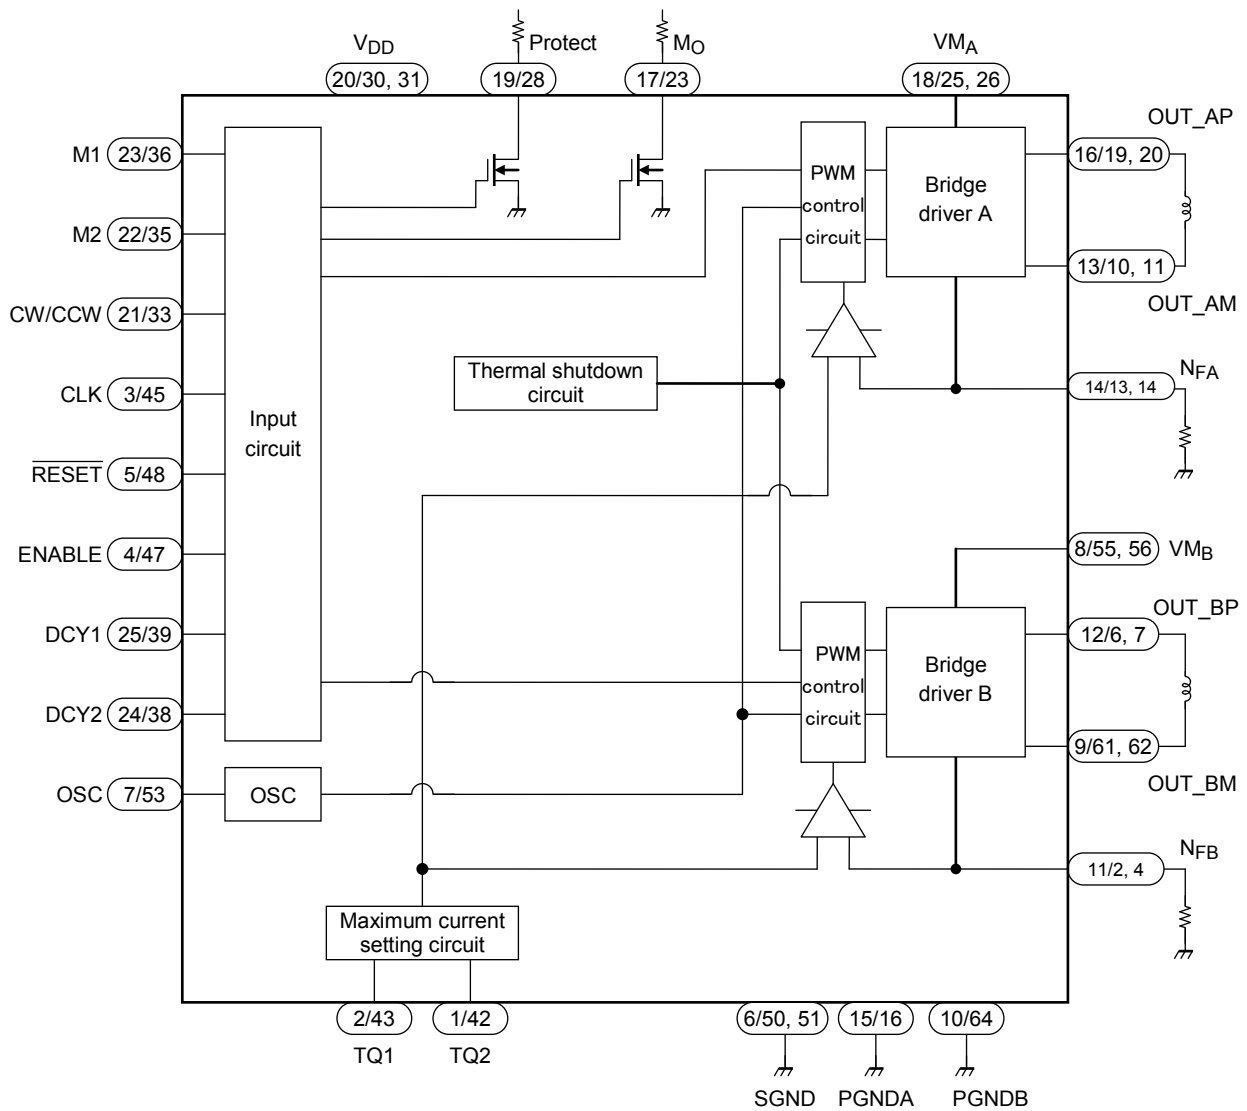 VDD
Protect
MO
VMA
20/30, 31
19/28
17/23
18/25, 26
OUT_AP
M1
23/36
16/19, 20
PWM
control
circuit
Bridge
driver A
M2
22/35
13/10, 11
OUT_AM
CW/CCW
21/33
Thermal shutdown
circuit
NFA
14/13, 14
CLK
3/45
Input
circuit
RESET
5/48
ENABLE
4/47
8/55, 56
VMB
OUT_BP
DCY1
25/39
12/6, 7
PWM
control
circuit
Bridge
driver B
DCY2
24/38
9/61, 62
OUT_BM
OSC
7/53
OSC
NFB
11/2, 4
Maximum current
setting circuit
2/43
1/42
6/50, 51
15/16
10/64
TQ1
TQ2
SGND
PGNDA
PGNDB